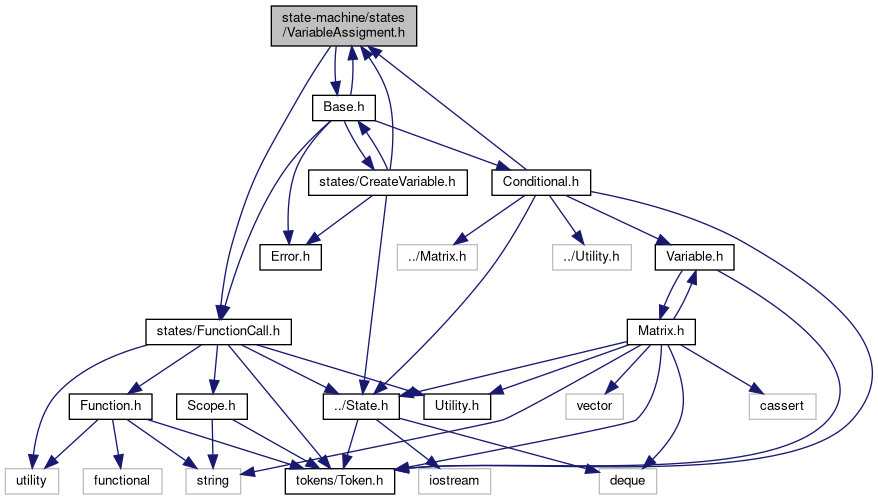 state-machine/states
/VariableAssigment.h
Base.h
states/CreateVariable.h
Conditional.h
Error.h
../Matrix.h
../Utility.h
Variable.h
states/FunctionCall.h
Matrix.h
Function.h
Scope.h
../State.h
Utility.h
vector
cassert
utility
functional
string
tokens/Token.h
iostream
deque